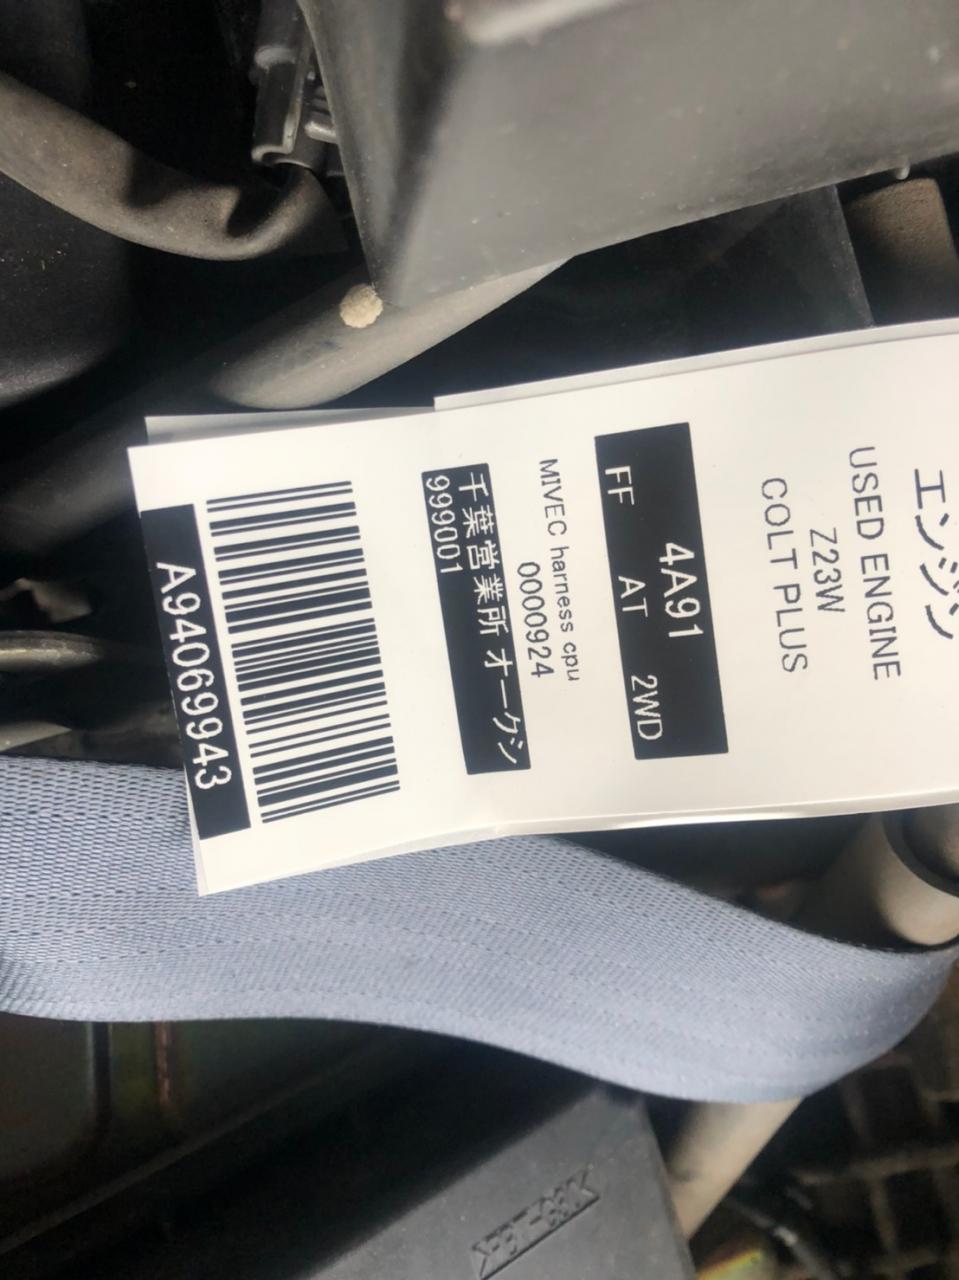 エンジン
USED ENGINE
Z23W
COLT PLUS
4A91
FF AT 2WD
MIVEC harness cpu
0000924
千葉営業所 オークシ
999001
A94069943